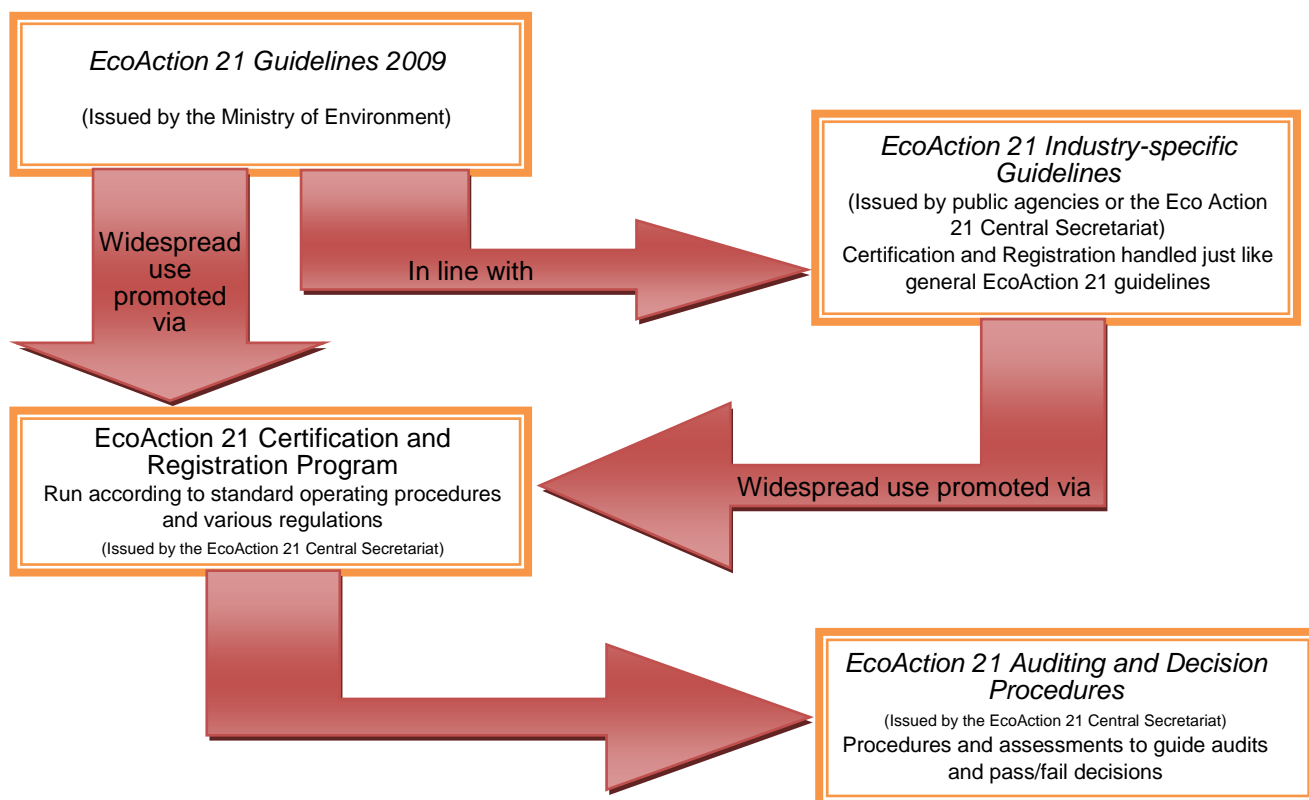 EcoAction 21 Guidelines 2009
(Issued by the Ministry of Environment)
EcoAction 21 Industry-specific
Guidelines
(Issued by public agencies or the Eco Action
21 Central Secretariat)
Certification and Registration handled just like
general EcoAction 21 guidelines
Widespread
use
promoted
via
In line with
EcoAction 21 Certification and
Registration Program
Run according to standard operating procedures
and various regulations
(Issued by the EcoAction 21 Central Secretariat)
Widespread use promoted via
EcoAction 21 Auditing and Decision
Procedures
(Issued by the EcoAction 21 Central Secretariat)
Procedures and assessments to guide audits
and pass/fail decisions